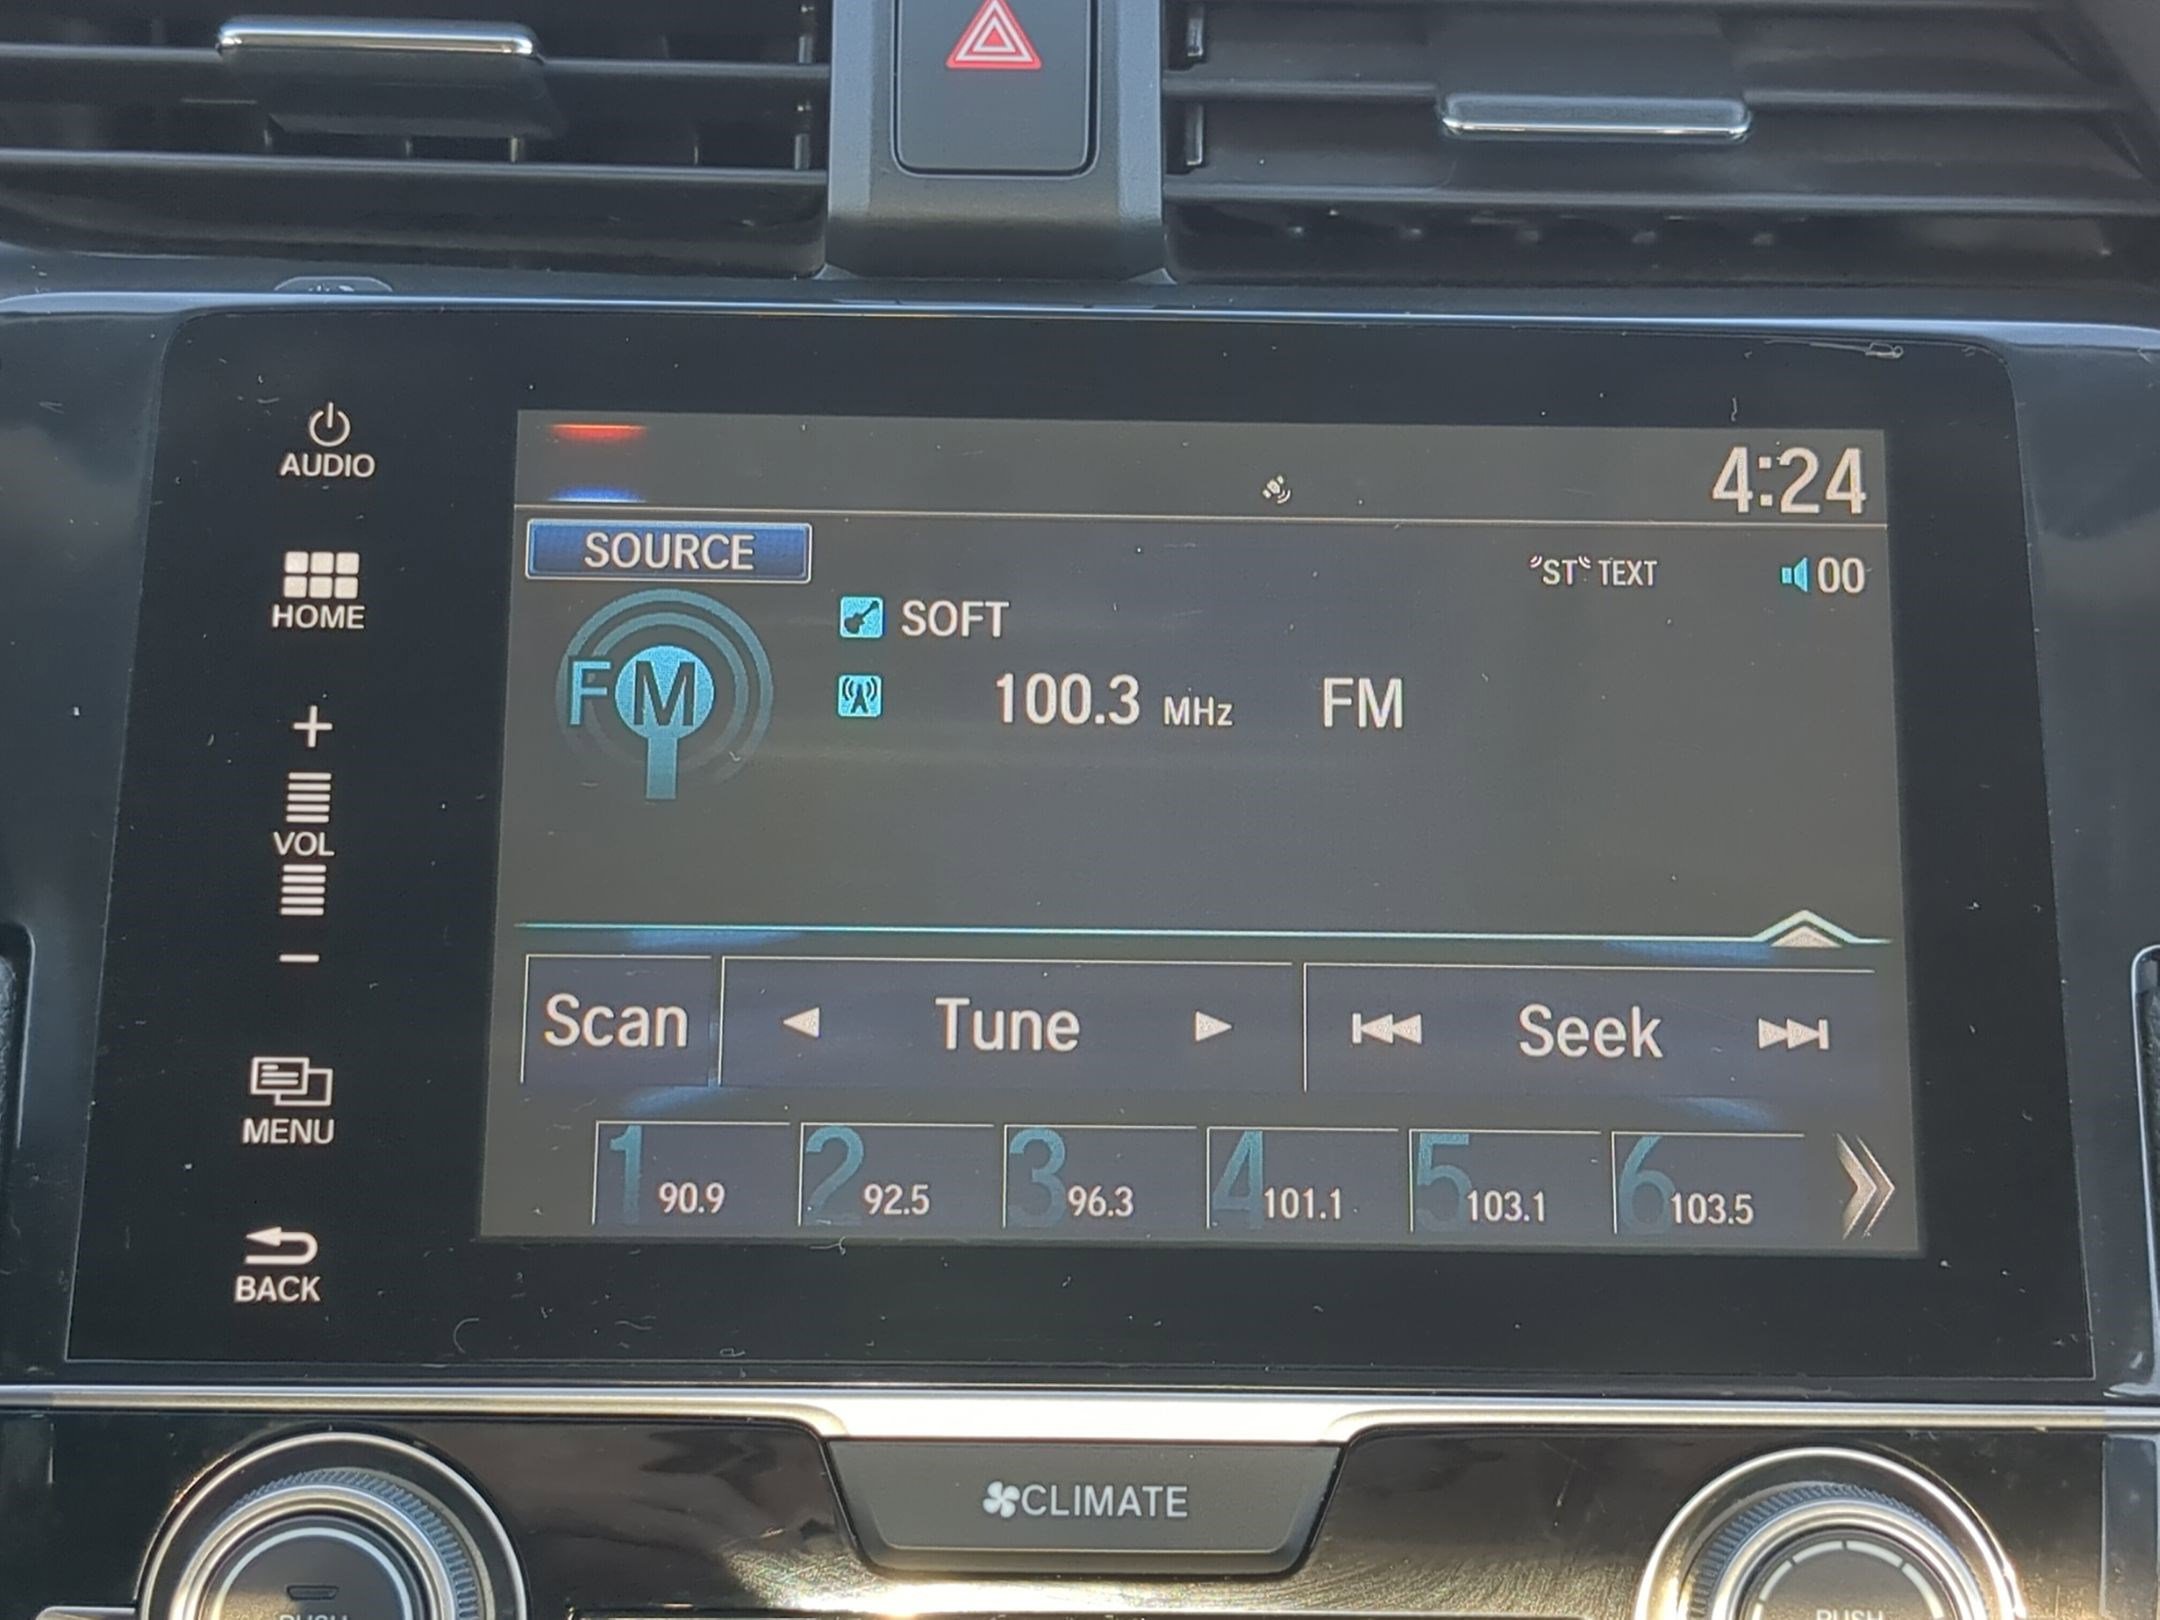 AUDIO
HOME
+
VOL
−
MENU
BACK
4:24
SOURCE
ST TEXT
00
FM
SOFT
100.3 MHz FM
Scan
Tune
Seek
1 90.9
2 92.5
3 96.3
4 101.1
5 103.1
6 103.5
CLIMATE
PUSH
PUSH